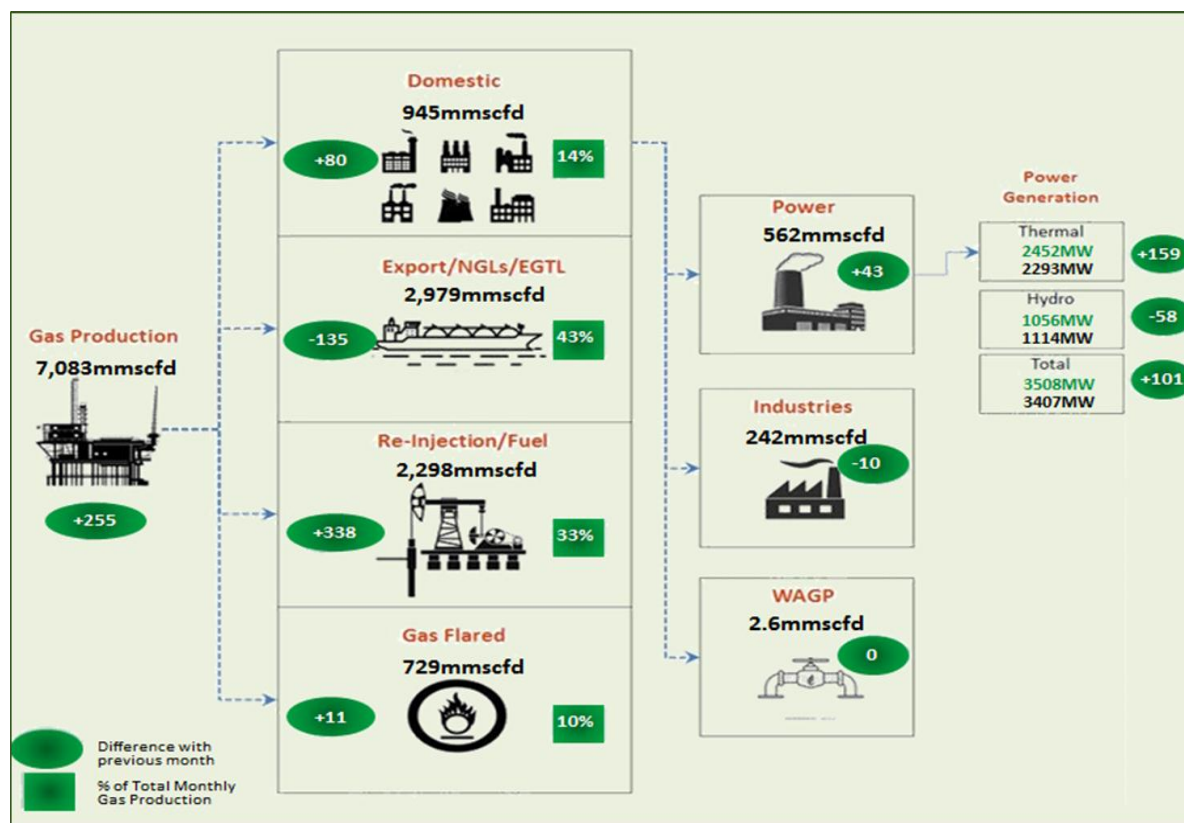 Gas Production
7,083mmscfd
+255
Domestic
945mmscfd
+80
14%
Export/NGLs/EGTL
2,979mmscfd
-135
43%
Re-Injection/Fuel
2,298mmscfd
+338
33%
Gas Flared
729mmscfd
+11
10%
Power
562mmscfd
+43
Industries
242mmscfd
-10
WAGP
2.6mmscfd
0
Power
Generation
Thermal
2452MW
2293MW
+159
Hydro
1056MW
1114MW
-58
Total
3508MW
3407MW
+101
Difference with
previous month
% of Total Monthly
Gas Production